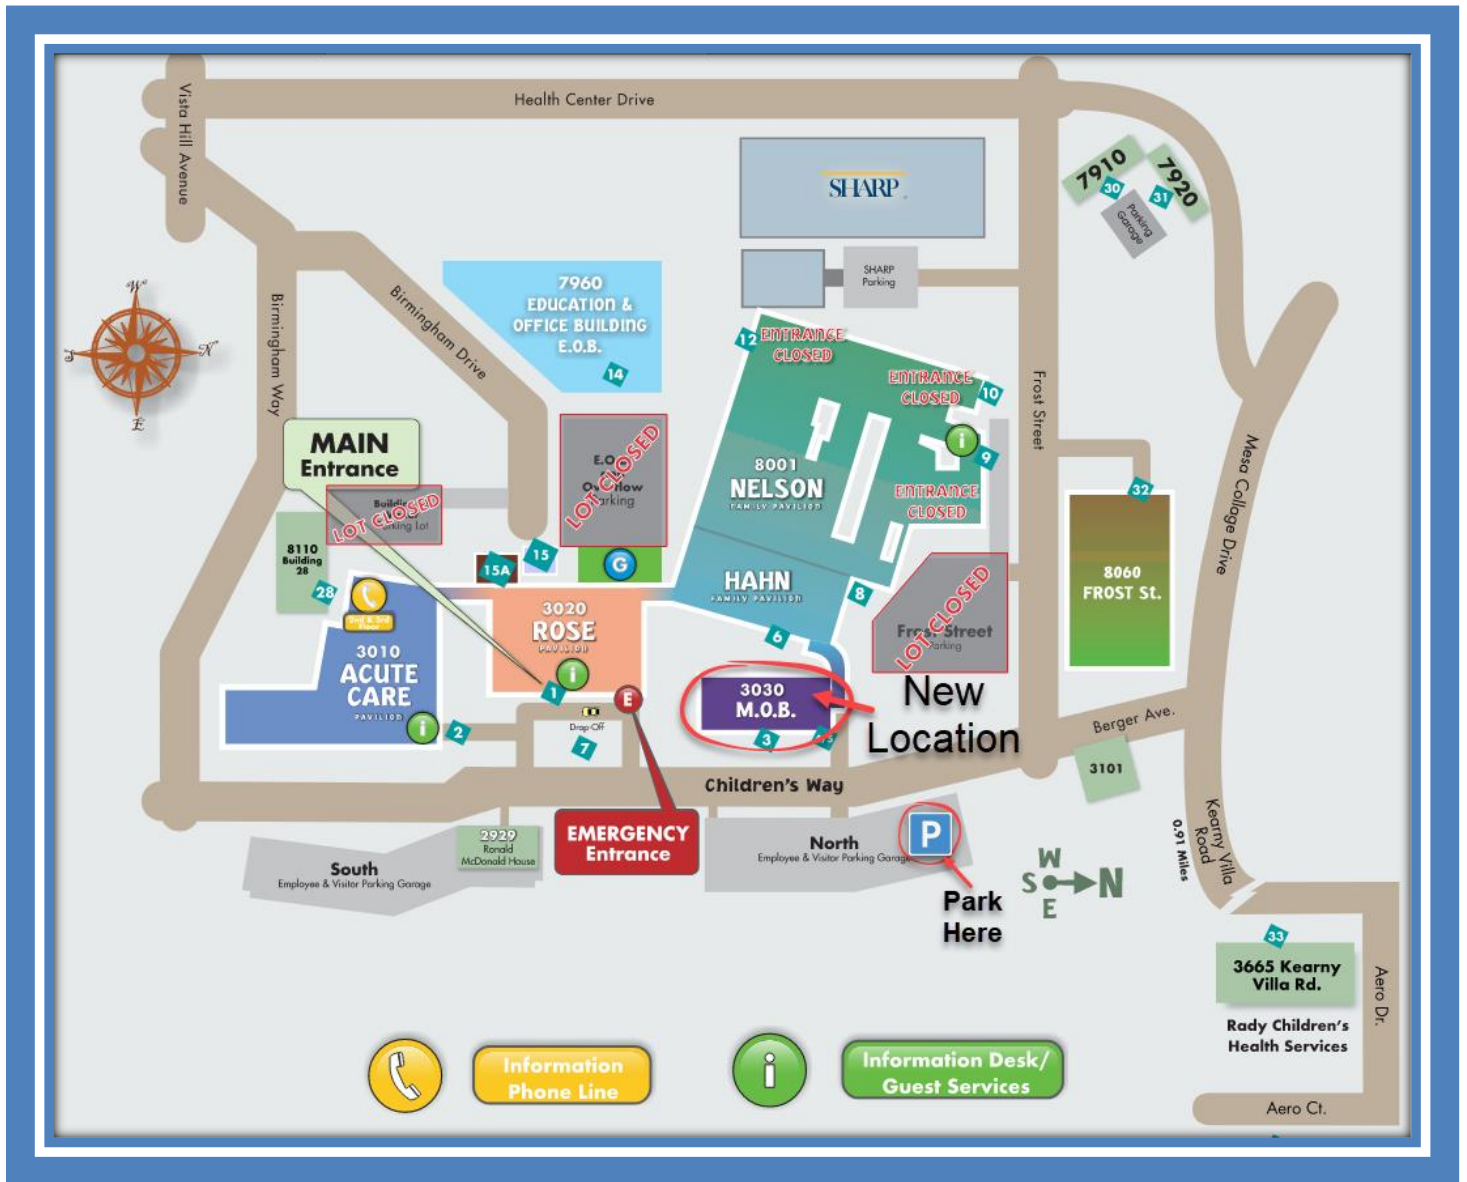 Health Center Drive
Vista Hill Avenue
SHARP
7910
30
7920
31
Parking
Garage
SHARP
Parking
7960
EDUCATION &
OFFICE BUILDING
E.O.B.
14
Birmingham Drive
Birmingham Way
W
S
N
E
12
ENTRANCE
CLOSED
ENTRANCE
CLOSED
10
i
9
ENTRANCE
CLOSED
Frost Street
Mesa Collage Drive
MAIN
Entrance
LOT CLOSED
LOT CLOSED
Parking
8001
NELSON
FAMILY PAVILION
32
8060
FROST St.
8110
Building
28
28
15A
15
G
HAHN
FAMILY PAVILION
8
6
LOT CLOSED
Frost Street
Parking
3020
ROSE
PAVILION
i
1
E
3010
ACUTE
CARE
PAVILION
i
2
Drop Off
7
3030
M.O.B.
3
New
Location
Berger Ave.
3101
Children's Way
EMERGENCY
Entrance
2929
Ronald
McDonald House
South
Employee & Visitor Parking Garage
North
Employee & Visitor Parking Garage
P
Park
Here
W
S
N
E
Kearny Villa
Road
0.91 Miles
33
3665 Kearny
Villa Rd.
Rady Children's
Health Services
Aero Dr.
Aero Ct.
Information
Phone Line
i
Information Desk/
Guest Services